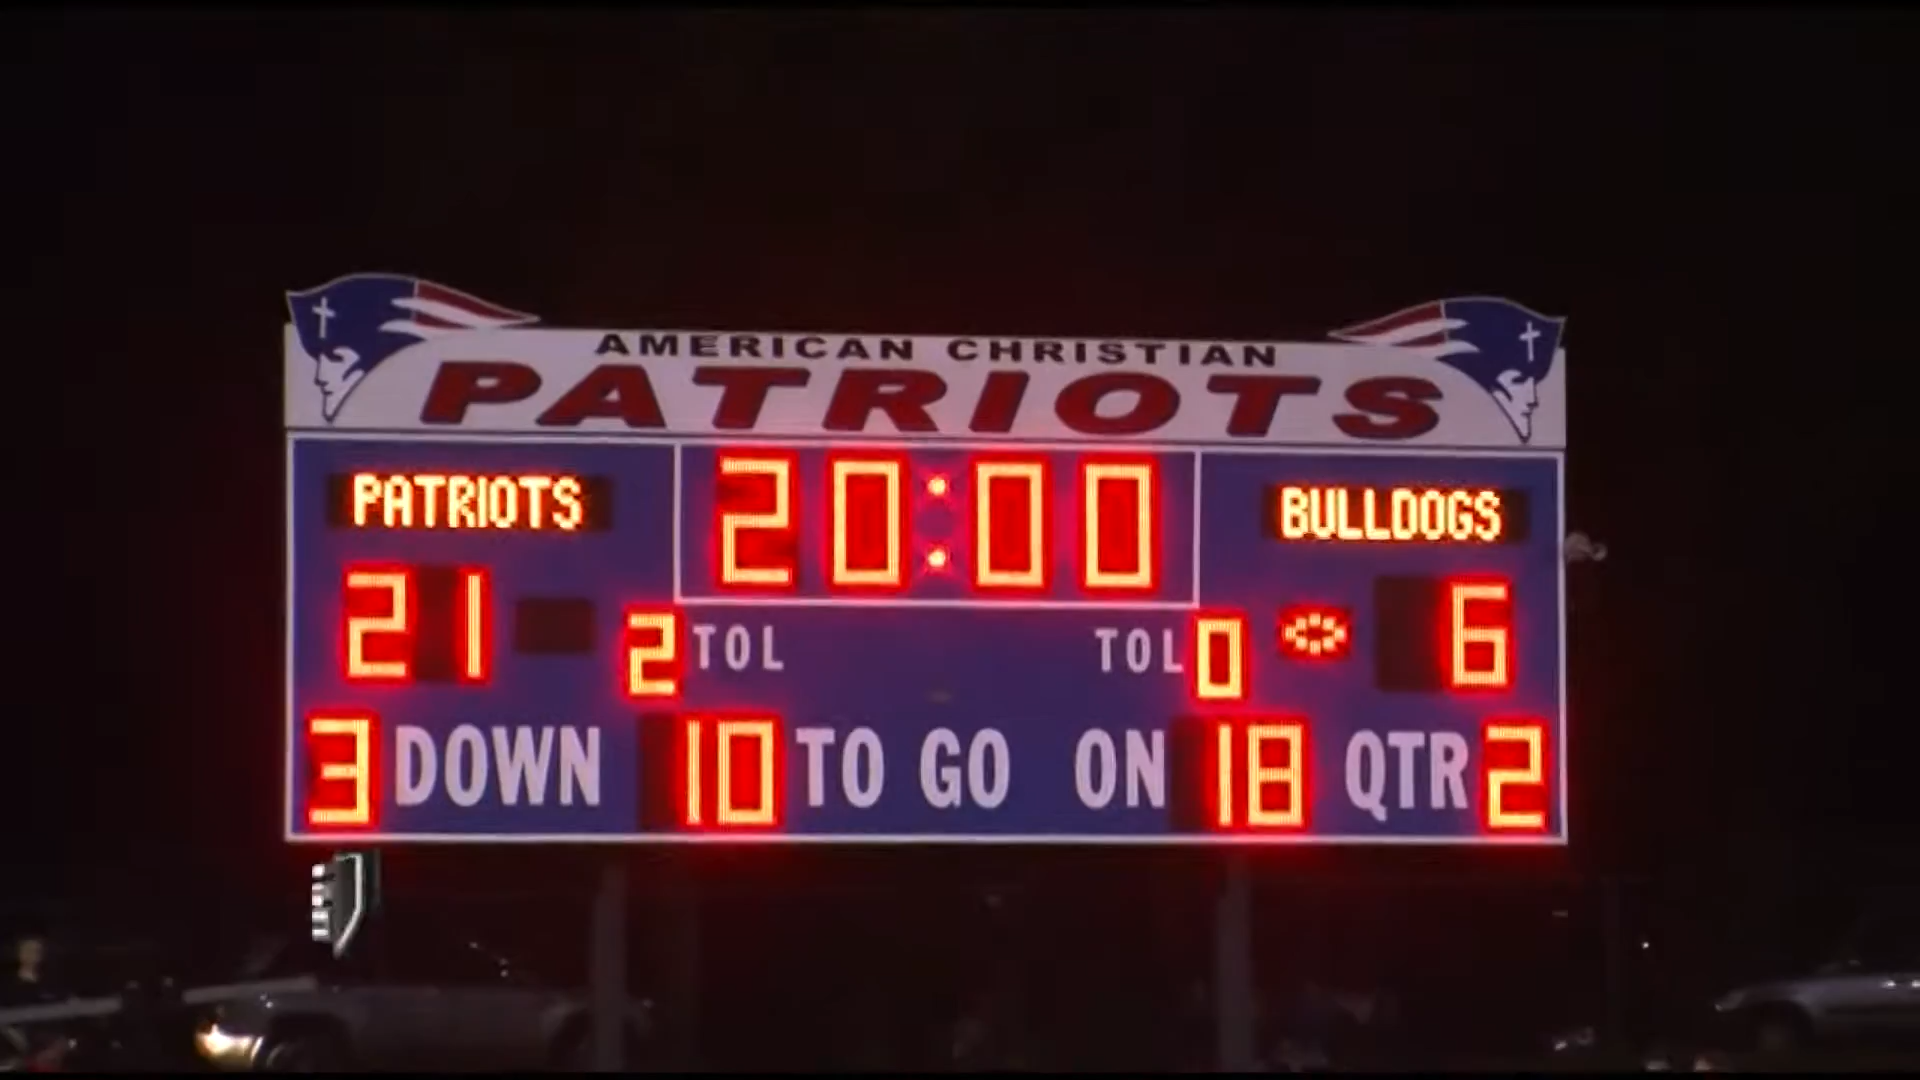 AMERICAN CHRISTIAN
PATRIOTS
PATRIOTS 20:00 BULLDOGS
21 2 TOL TOL 0 6
3 DOWN 10 TO GO ON 18 QTR 2